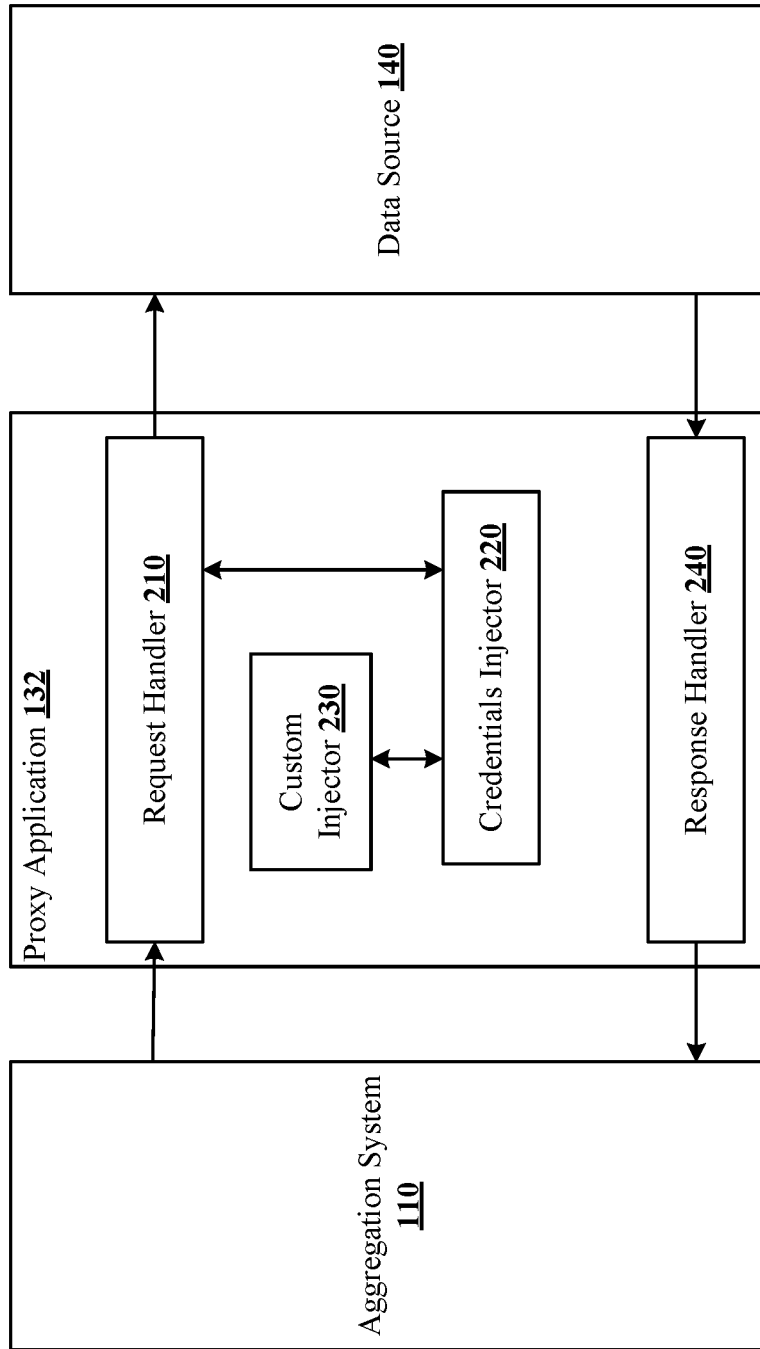 Aggregation System
110
Proxy Application 132
Request Handler 210
Custom
Injector 230
Credentials Injector 220
Response Handler 240
Data Source 140